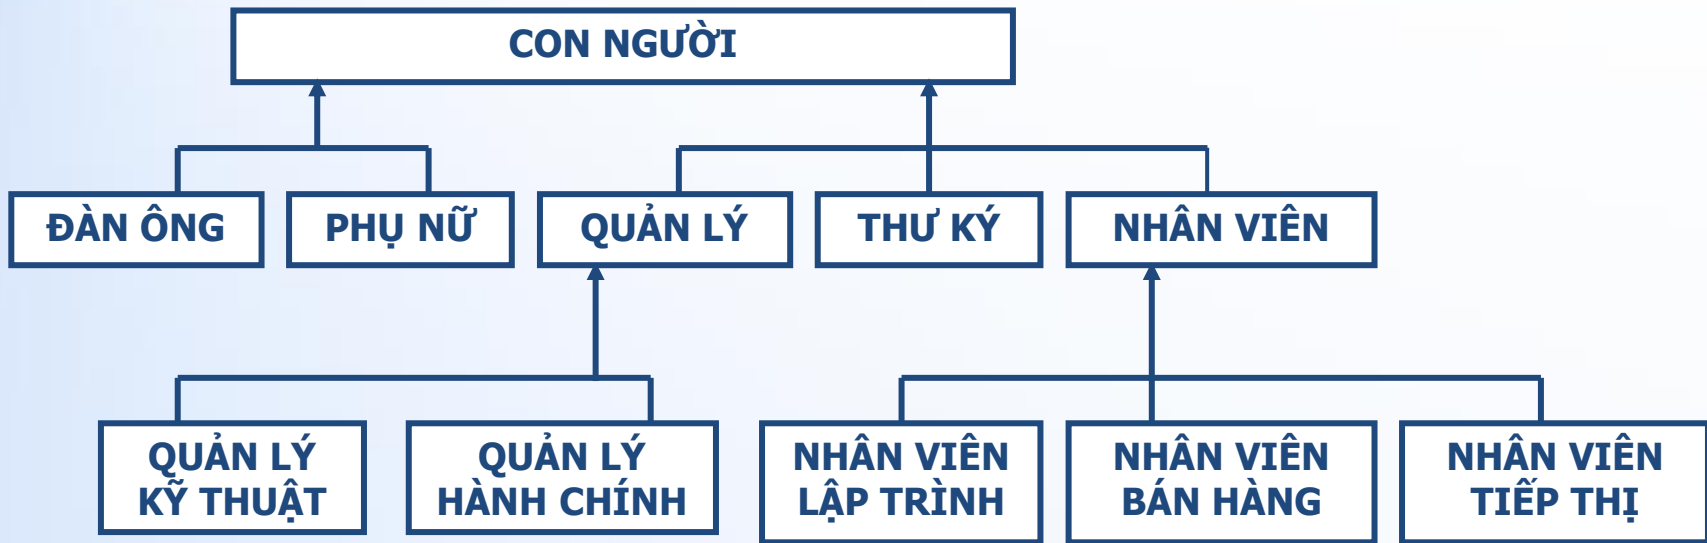 CON NGƯỜI
ĐÀN ÔNG
PHỤ NỮ
QUẢN LÝ
THƯ KÝ
NHÂN VIÊN
QUẢN LÝ
KỸ THUẬT
QUẢN LÝ
HÀNH CHÍNH
NHÂN VIÊN
LẬP TRÌNH
NHÂN VIÊN
BÁN HÀNG
NHÂN VIÊN
TIẾP THỊ